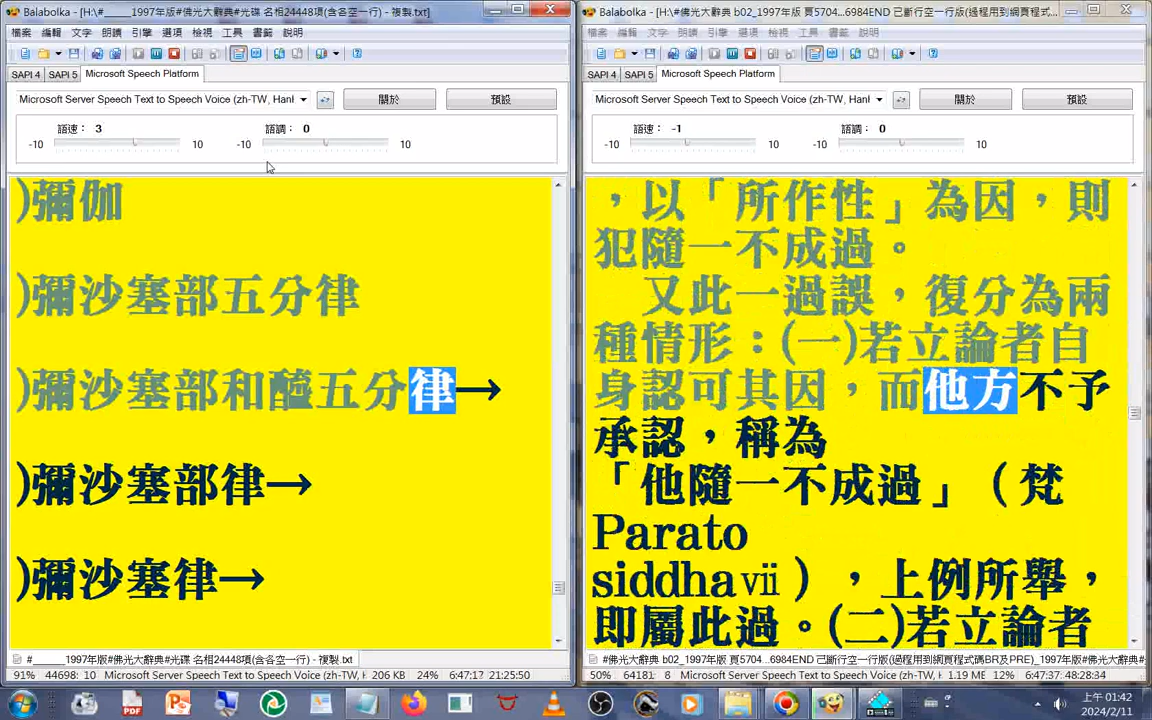 Balabolka - [H:\#_____1997年版#佛光大辭典#光碟 名相24448項(含各空一行) - 複製.txt]
檔案 編輯 文字 朗讀 引擎 選項 檢視 工具 書籤 說明
SAPI 4 SAPI 5 Microsoft Speech Platform
Microsoft Server Speech Text to Speech Voice (zh-TW, Hanl
關於 預設
語速： 3 語調： 0
-10 10 -10 10
)彌伽
)彌沙塞部五分律
)彌沙塞部和醯五分律→
)彌沙塞部律→
)彌沙塞律→
#_____1997年版#佛光大辭典#光碟 名相24448項(含各空一行) - 複製.txt
91% 44698: 10 Microsoft Server Speech Text to Speech Voice (zh-TW, 206 KB 24% 6:47:17 21:25:50
Balabolka - [H:\#佛光大辭典 b02_1997年版 頁5704...6984END 已斷行空一行版(過程用到網頁程式...
檔案 編輯 文字 朗讀 引擎 選項 檢視 工具 書籤 說明
SAPI 4 SAPI 5 Microsoft Speech Platform
Microsoft Server Speech Text to Speech Voice (zh-TW, Hanl
關於 預設
語速： -1 語調： 0
-10 10 -10 10
，以「所作性」為因，則
犯隨一不成過。
又此一過誤，復分為兩
種情形：(一)若立論者自
身認可其因，而他方不予
承認，稱為
「他隨一不成過」（梵
Parato
siddhaⅶ），上例所舉，
即屬此過。(二)若立論者
#佛光大辭典 b02_1997年版 頁5704...6984END 已斷行空一行版(過程用到網頁程式碼BR及PRE)_1997年版#佛光大辭典#
50% 64181: 8 Microsoft Server Speech Text to Speech Voice (zh-TW, 1.19 MB 12% 6:47:37 48:28:34
上午 01:42
2024/2/11